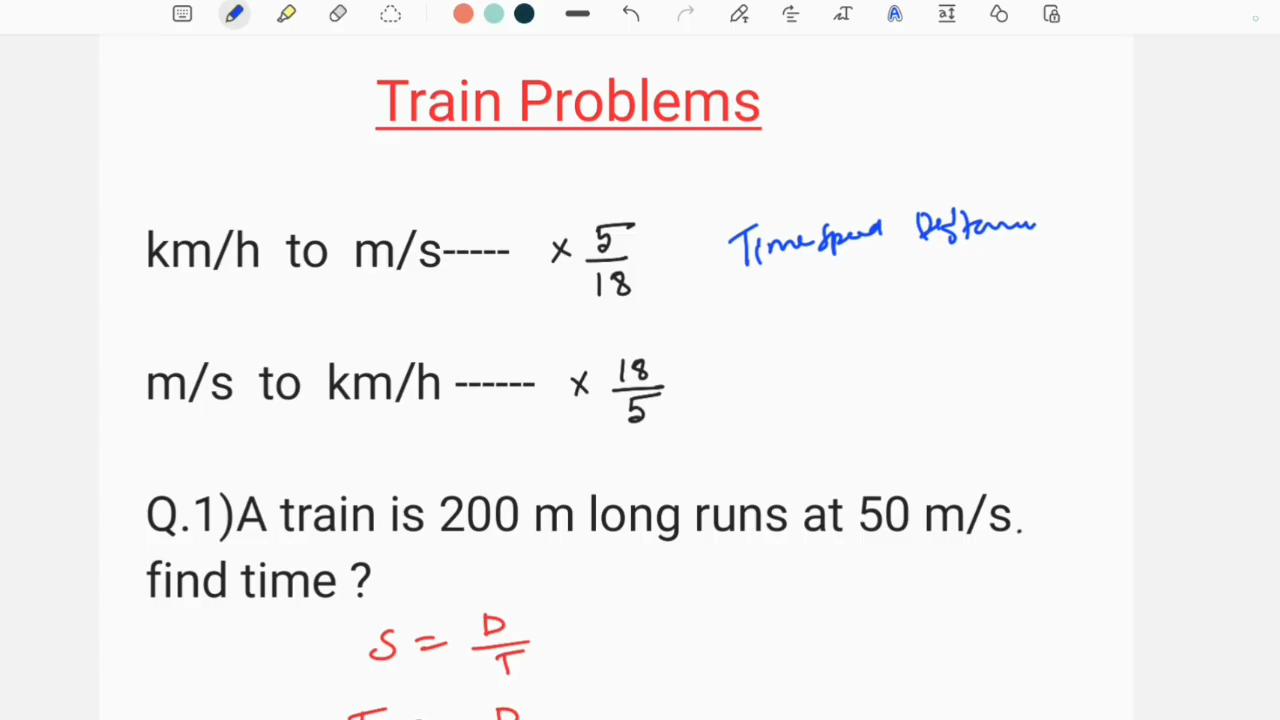 Train Problems
km/h to m/s----- × 5/18 Time Speed Distance
m/s to km/h ------ × 18/5
Q.1)A train is 200 m long runs at 50 m/s.
find time ?
S = D/T